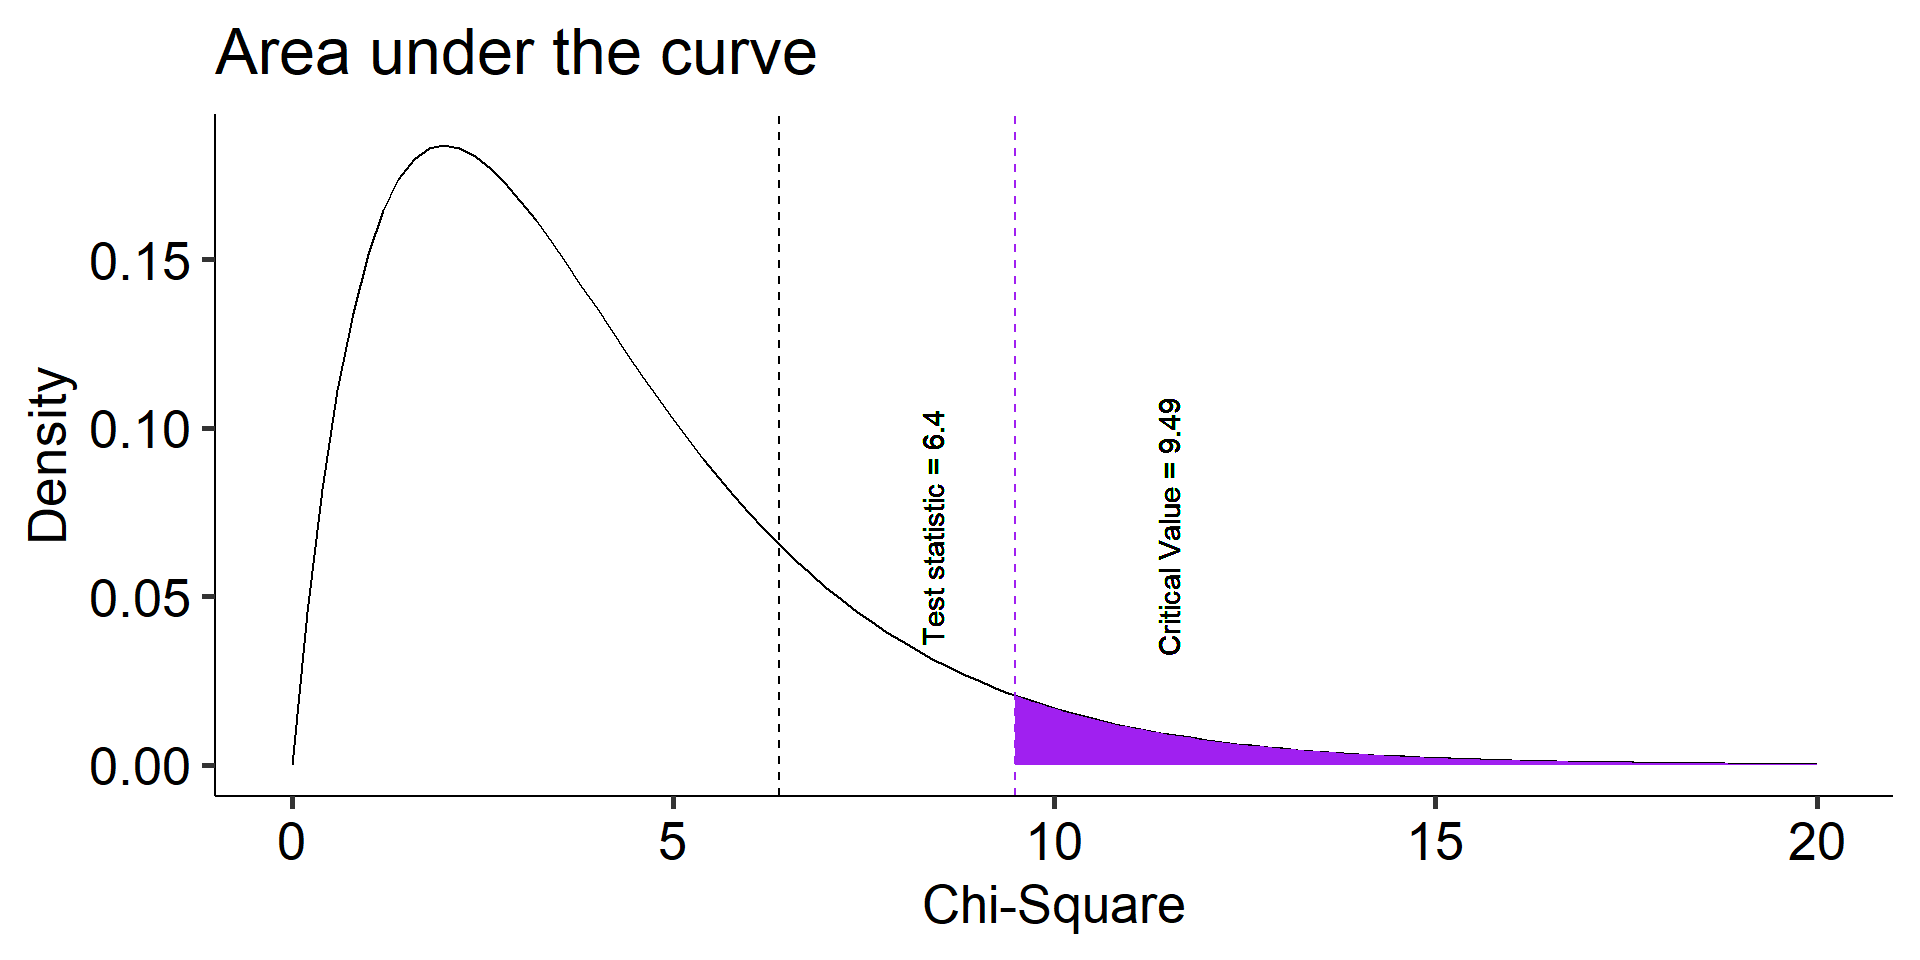 Area under the curve
Density
0.15
0.10
0.05
0.00
Test statistic = 6.4
Critical Value = 9.49
0 5 10 15 20
Chi-Square